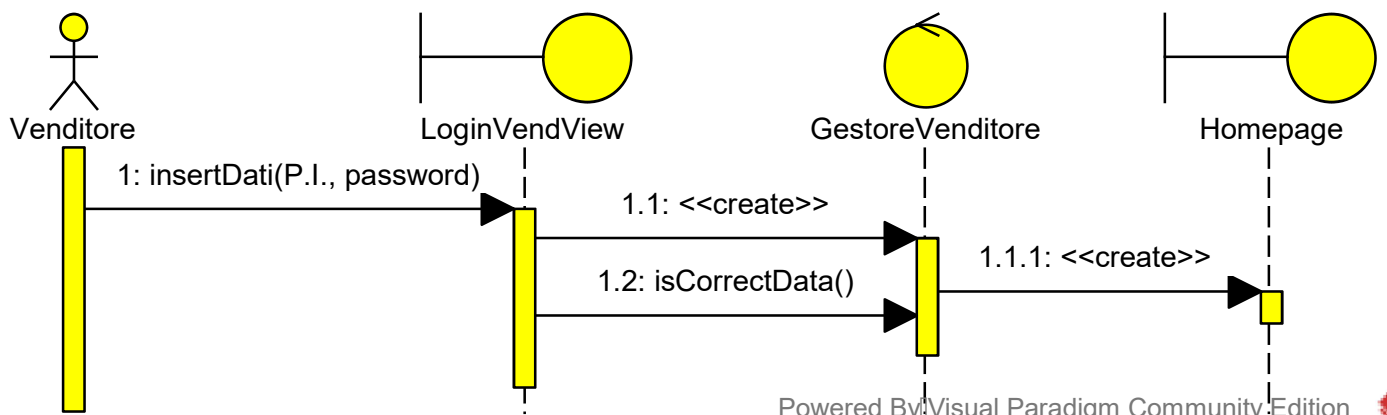 Venditore
LoginVendView
GestoreVenditore
Homepage
1: insertDati(P.I., password)
1.1: <<create>>
1.1.1: <<create>>
1.2: isCorrectData()
Powered By Visual Paradigm Community Edition